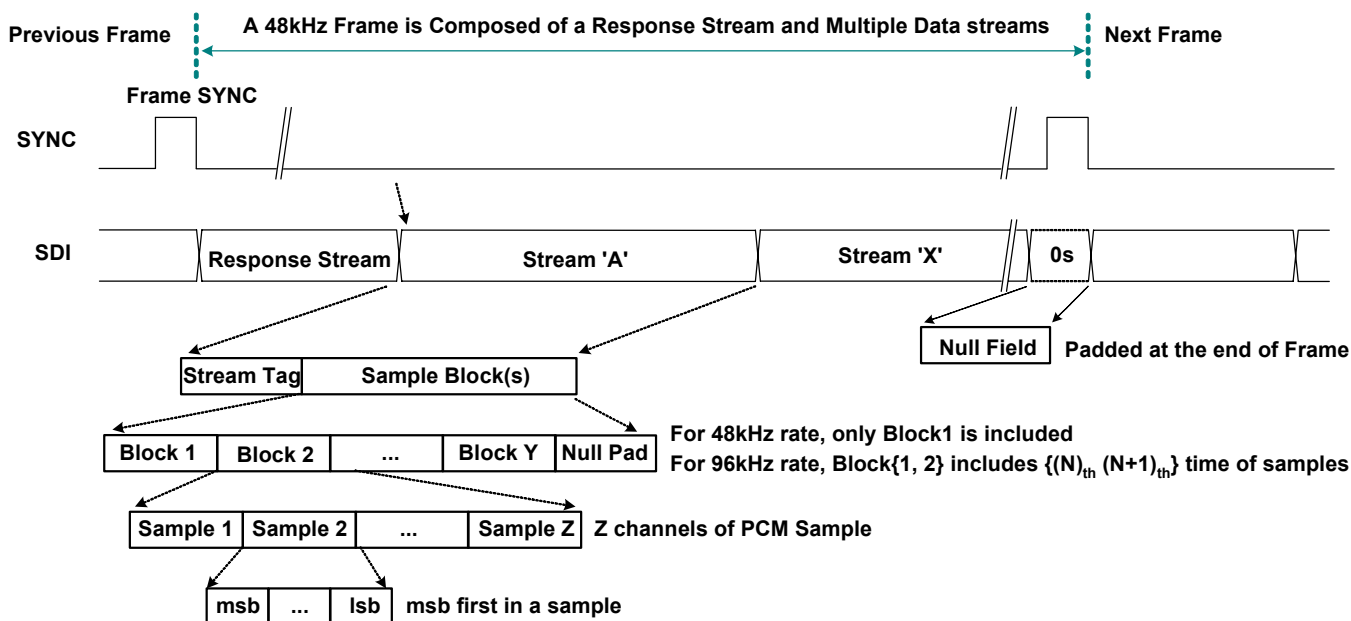 A 48kHz Frame is Composed of a Response Stream and Multiple Data streams
Previous Frame
Next Frame
Frame SYNC
SYNC
SDI
Response Stream
Stream 'A'
Stream 'X'
0s
Null Field
Padded at the end of Frame
Stream Tag
Sample Block(s)
Block 1
Block 2
...
Block Y
Null Pad
For 48kHz rate, only Block1 is included
For 96kHz rate, Block{1, 2} includes {(N)th (N+1)th} time of samples
Sample 1
Sample 2
...
Sample Z
Z channels of PCM Sample
msb
...
lsb
msb first in a sample